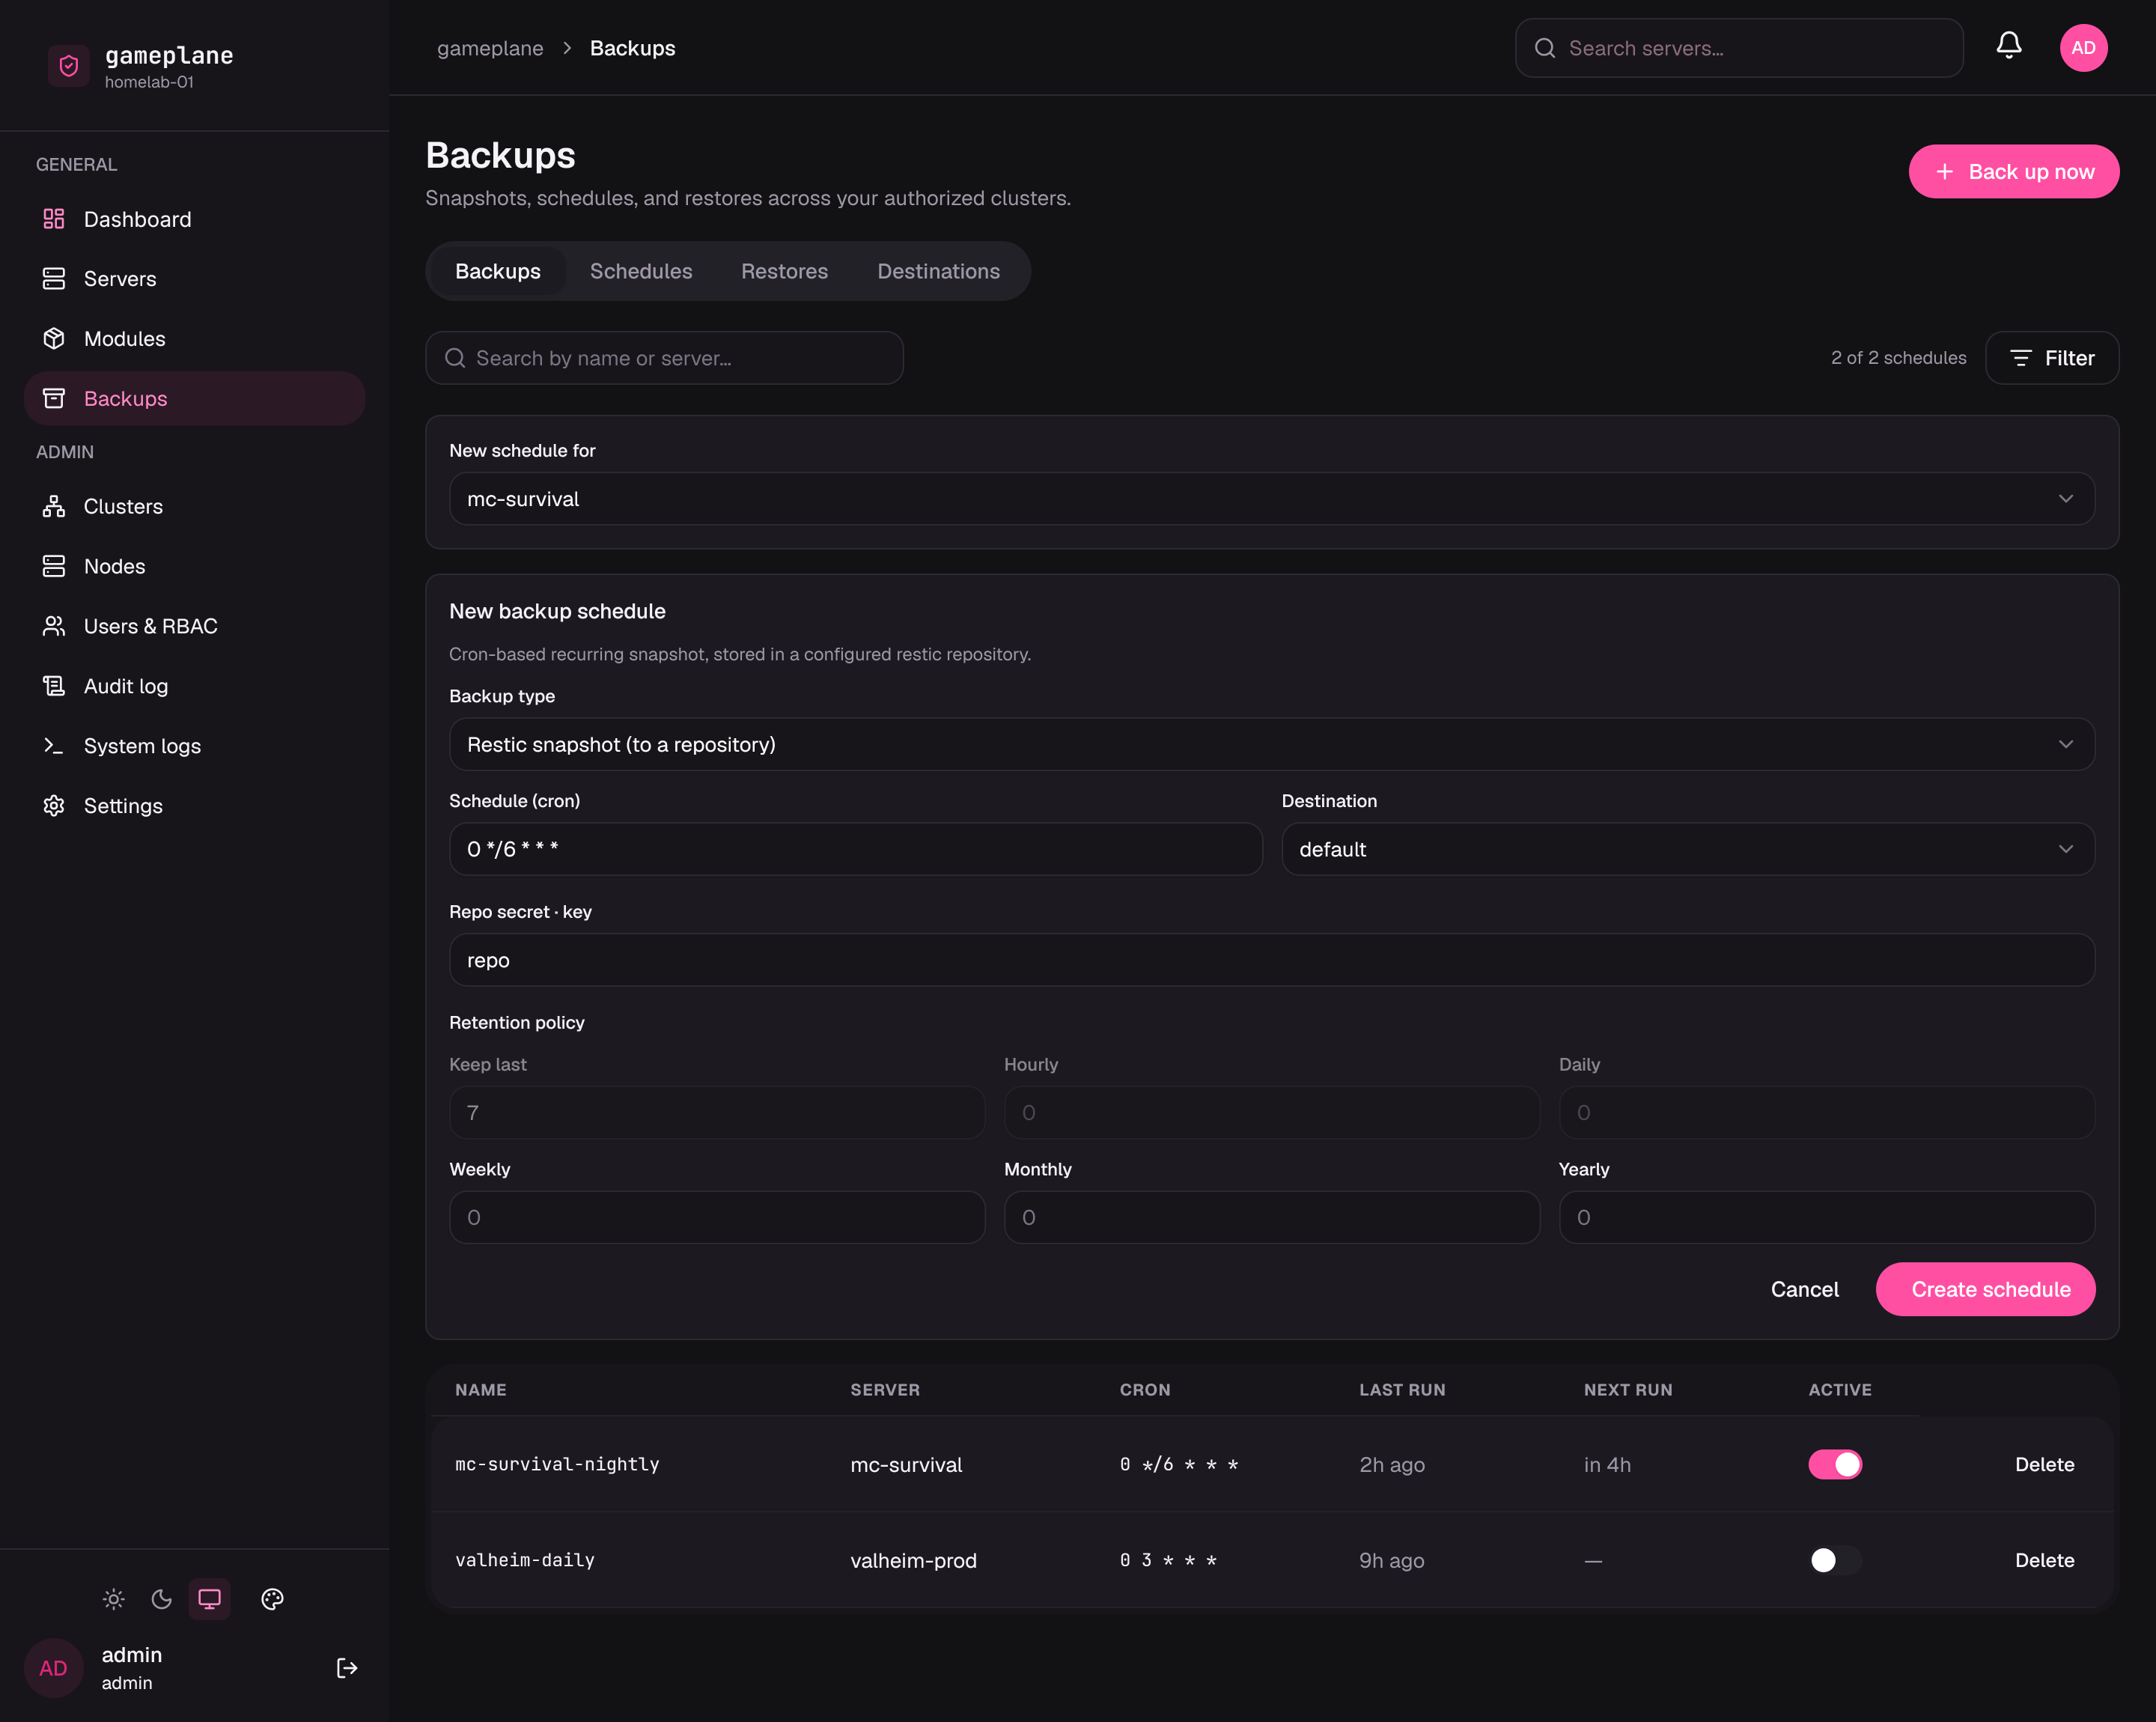 gameplane
homelab-01
GENERAL
Dashboard
Servers
Modules
Backups
ADMIN
Clusters
Nodes
Users & RBAC
Audit log
System logs
Settings
AD
admin
admin
gameplane > Backups
Search servers...
AD
Backups
Snapshots, schedules, and restores across your authorized clusters.
+ Back up now
Backups Schedules Restores Destinations
Search by name or server...
2 of 2 schedules
Filter
New schedule for
mc-survival
New backup schedule
Cron-based recurring snapshot, stored in a configured restic repository.
Backup type
Restic snapshot (to a repository)
Schedule (cron) Destination
0 */6 * * * default
Repo secret · key
repo
Retention policy
Keep last Hourly Daily
7 0 0
Weekly Monthly Yearly
0 0 0
Cancel Create schedule
NAME SERVER CRON LAST RUN NEXT RUN ACTIVE
mc-survival-nightly mc-survival 0 */6 * * * 2h ago in 4h Delete
valheim-daily valheim-prod 0 3 * * * 9h ago — Delete